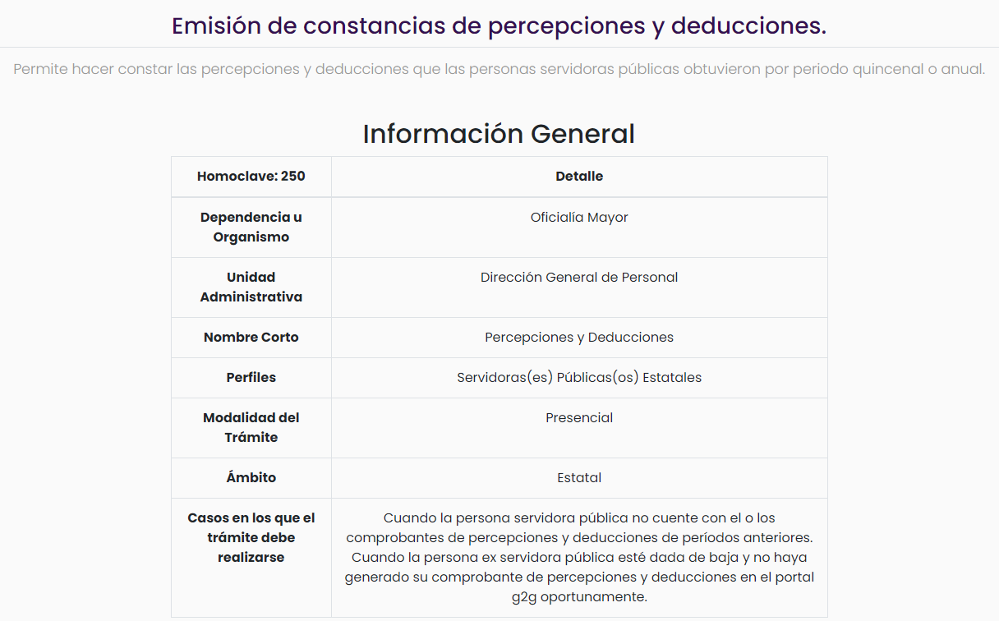 Emisión de constancias de percepciones y deducciones.
Permite hacer constar las percepciones y deducciones que las personas servidoras públicas obtuvieron por periodo quincenal o anual.
Información General
Homoclave: 250
Detalle
Dependencia u
Organismo
Oficialía Mayor
Unidad
Administrativa
Dirección General de Personal
Nombre Corto
Percepciones y Deducciones
Perfiles
Servidoras(es) Públicas(os) Estatales
Modalidad del
Trámite
Presencial
Ámbito
Estatal
Casos en los que el
trámite debe
realizarse
Cuando la persona servidora pública no cuente con el o los
comprobantes de percepciones y deducciones de períodos anteriores.
Cuando la persona ex servidora pública esté dada de baja y no haya
generado su comprobante de percepciones y deducciones en el portal
g2g oportunamente.